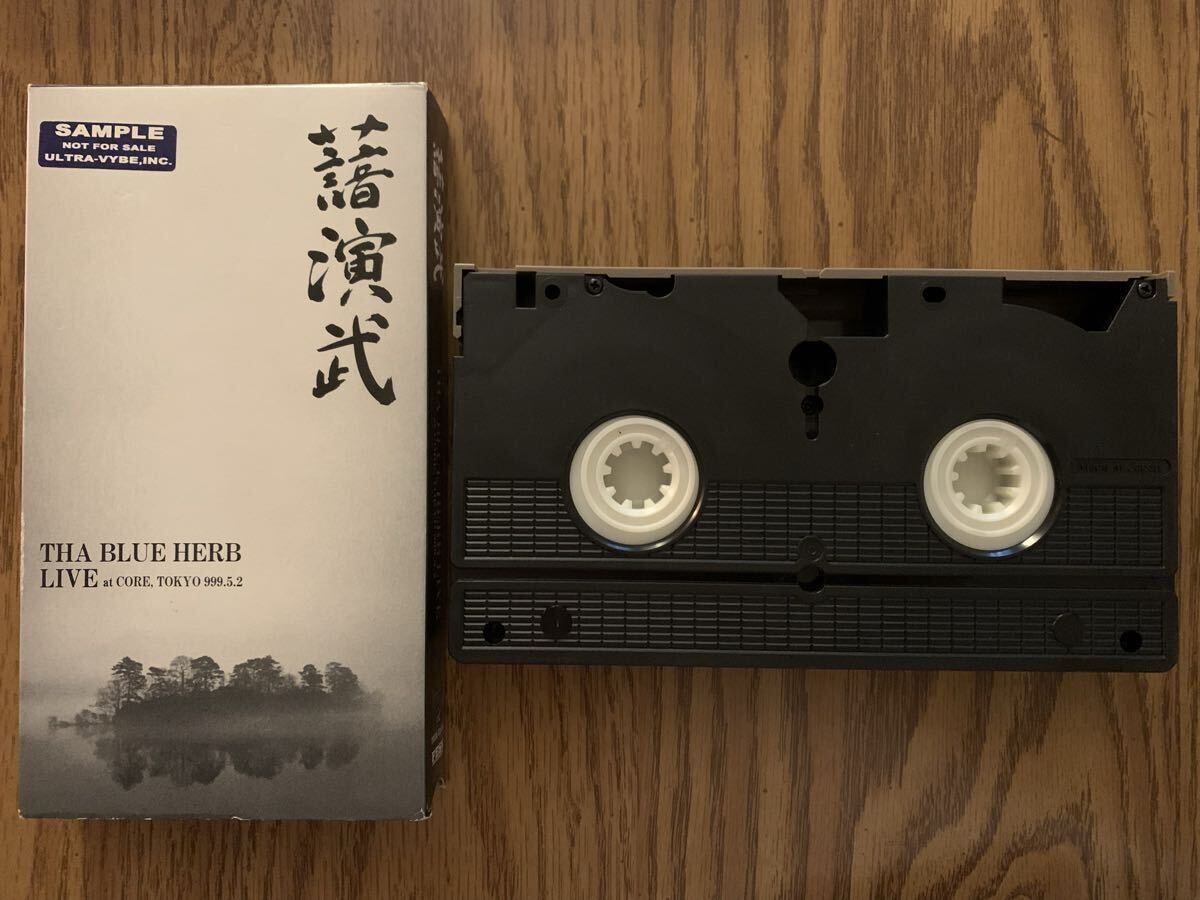 SAMPLE
NOT FOR SALE
ULTRA-VYBE,INC.
演武
THA BLUE HERB
LIVE at CORE, TOKYO 999.5.2